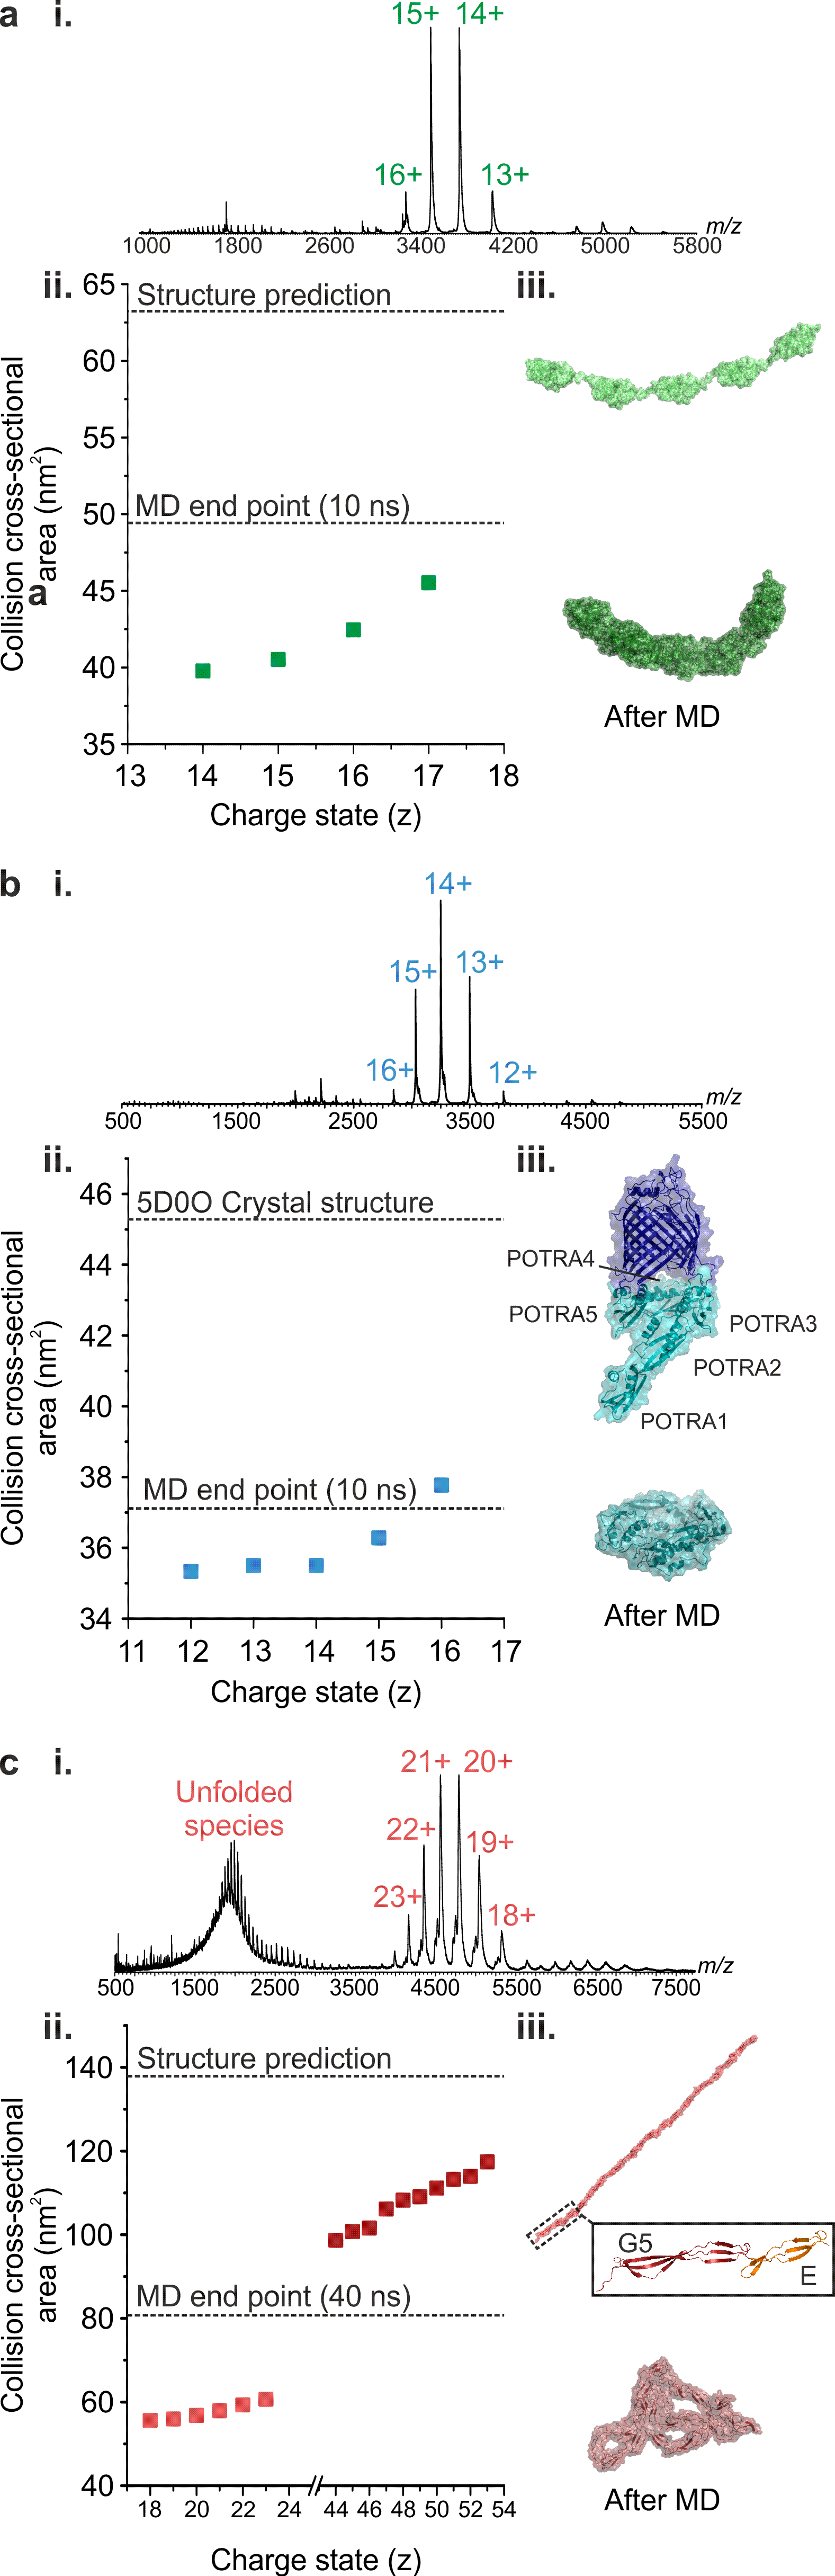 a i.
15+ 14+
16+ 13+
m/z
1000 1800 2600 3400 4200 5000 5800
ii. iii.
65
Structure prediction
60
55
MD end point (10 ns)
50
45
40
35
13 14 15 16 17 18
Charge state (z)
Collision cross-sectional
area (nm²)
a
After MD
b i.
14+
15+ 13+
16+ 12+
m/z
500 1500 2500 3500 4500 5500
ii. iii.
46
5D0O Crystal structure
44
42
40
38
MD end point (10 ns)
36
34
11 12 13 14 15 16 17
Charge state (z)
Collision cross-sectional
area (nm²)
POTRA4
POTRA5
POTRA3
POTRA2
POTRA1
After MD
c i.
21+ 20+
Unfolded
species
22+ 19+
23+ 18+
m/z
500 1500 2500 3500 4500 5500 6500 7500
ii. iii.
140
Structure prediction
120
100
MD end point (40 ns)
80
60
40
18 20 22 24 44 46 48 50 52 54
Charge state (z)
Collision cross-sectional
area (nm²)
G5
E
After MD